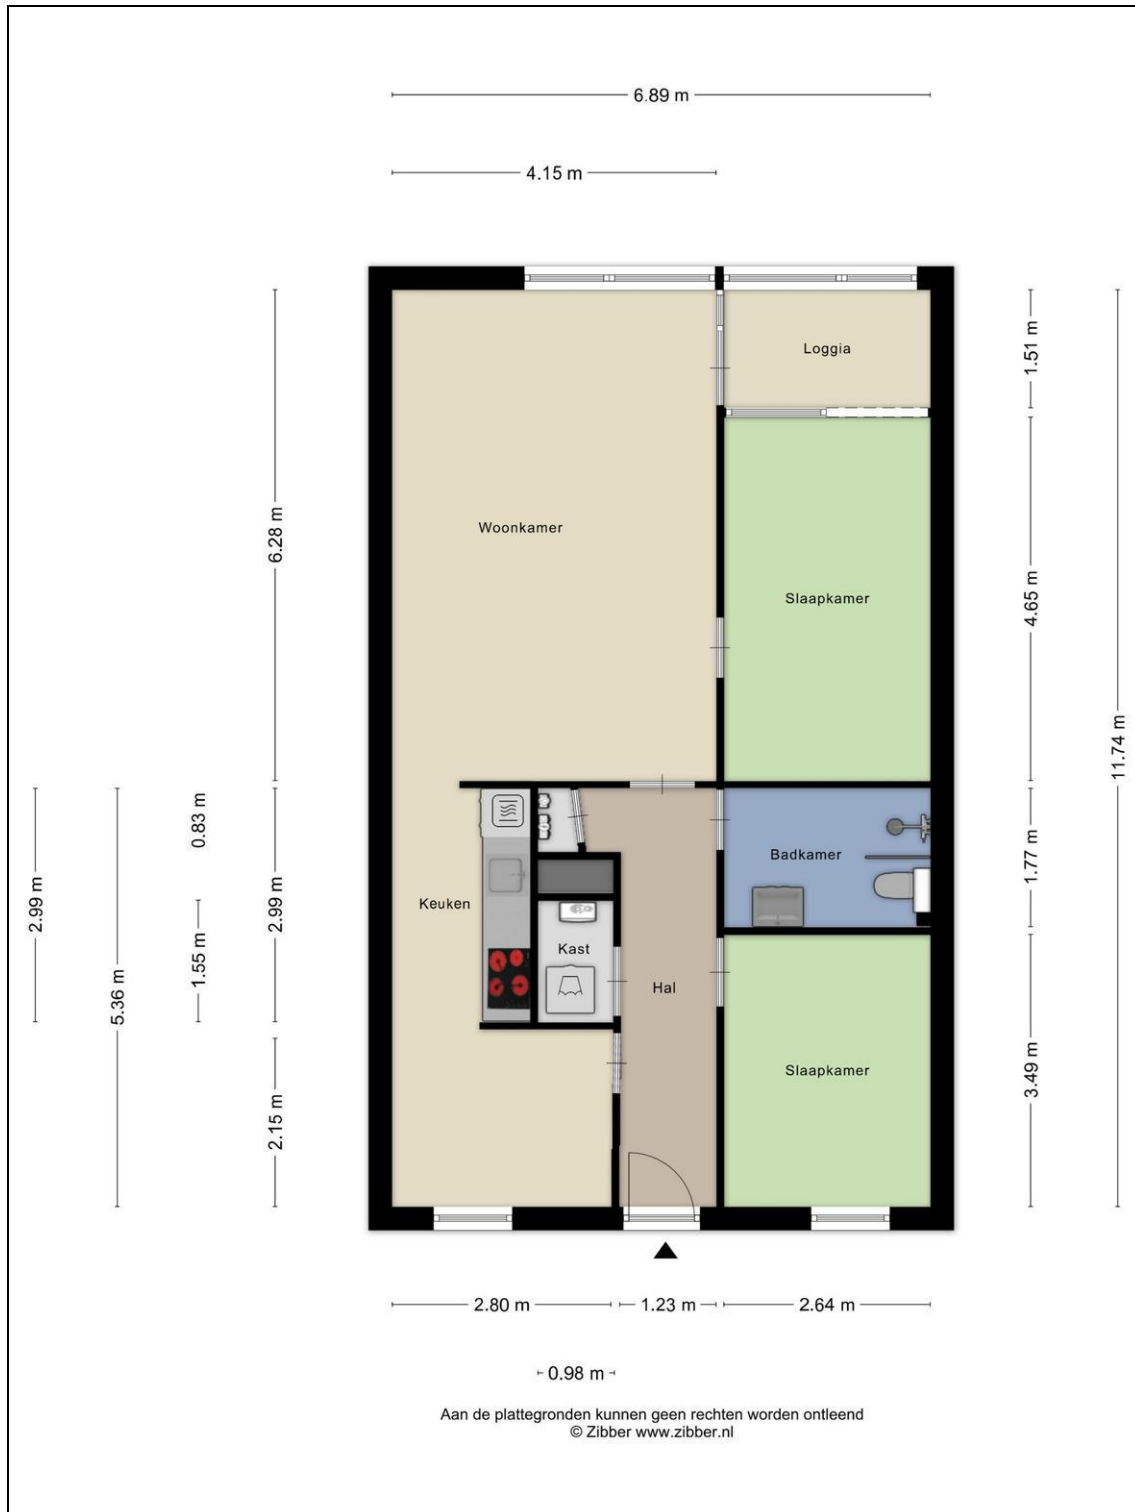 6.89 m
4.15 m
Loggia
1.51 m
Woonkamer
6.28 m
Slaapkamer
4.65 m
11.74 m
0.83 m
2.99 m
5.36 m
1.55 m
2.99 m
Keuken
Badkamer
1.77 m
Kast
Hal
Slaapkamer
3.49 m
2.15 m
2.80 m
1.23 m
2.64 m
0.98 m
Aan de plattegronden kunnen geen rechten worden ontleend
© Zibber www.zibber.nl